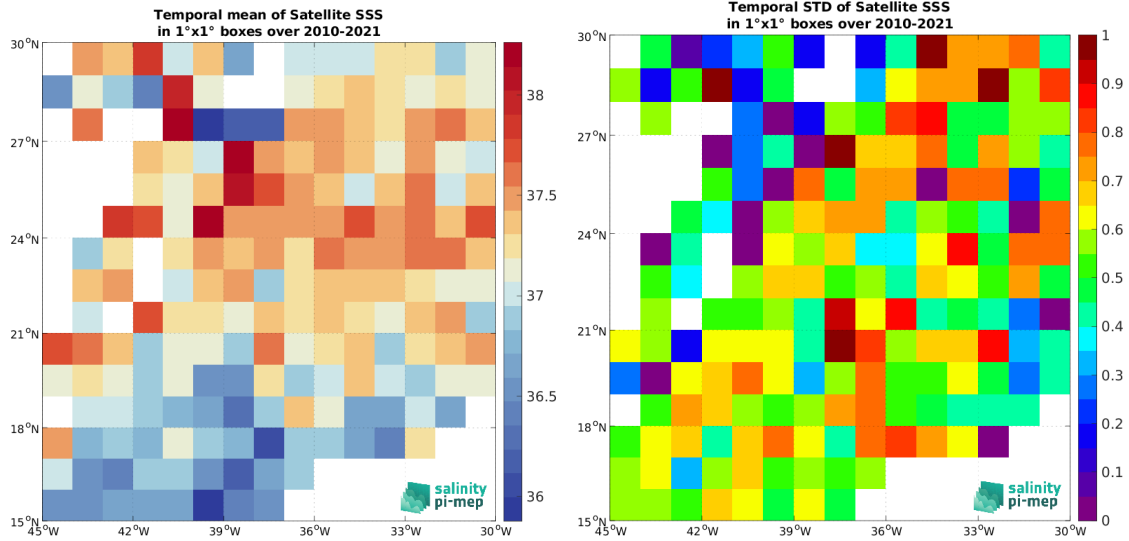 Temporal mean of Satellite SSS
in 1°x1° boxes over 2010-2021
30°N
27°N
24°N
21°N
18°N
15°N
45°W
42°W
39°W
36°W
33°W
30°W
38
37.5
37
36.5
36
salinity
pi-mep
Temporal STD of Satellite SSS
in 1°x1° boxes over 2010-2021
30°N
27°N
24°N
21°N
18°N
15°N
45°W
42°W
39°W
36°W
33°W
30°W
1
0.9
0.8
0.7
0.6
0.5
0.4
0.3
0.2
0.1
0
salinity
pi-mep